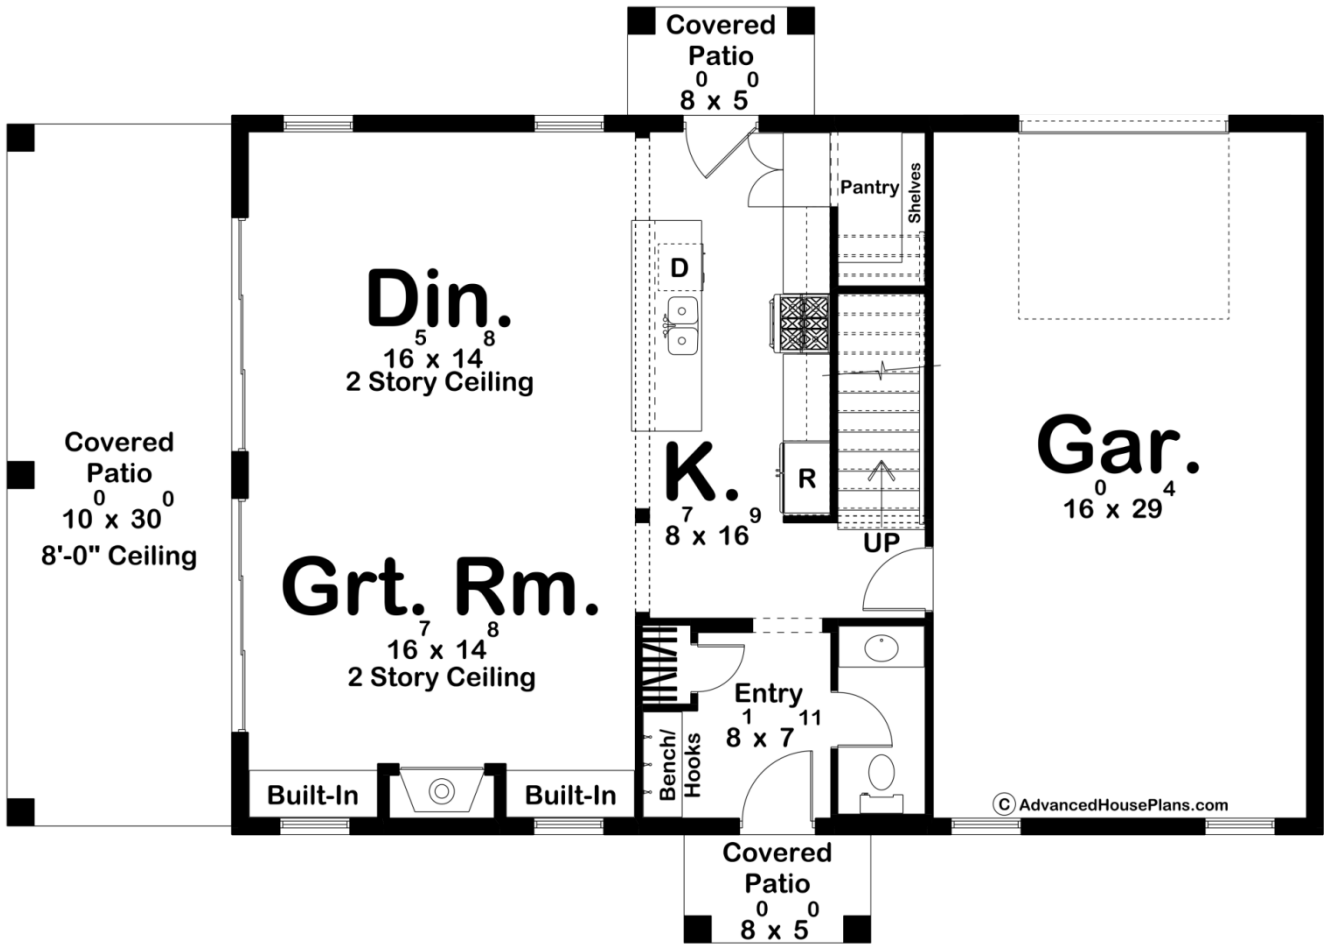 Covered
Patio
8⁰ x 5⁰
Pantry
Shelves
D
Din.
16⁵ x 14⁸
2 Story Ceiling
Covered
Patio
10⁰ x 30⁰
8'-0" Ceiling
K.
8⁷ x 16⁹
R
UP
Gar.
16⁰ x 29⁴
Grt. Rm.
16⁷ x 14⁸
2 Story Ceiling
Entry
8¹ x 7¹¹
Bench/
Hooks
Built-In
Built-In
© AdvancedHousePlans.com
Covered
Patio
8⁰ x 5⁰